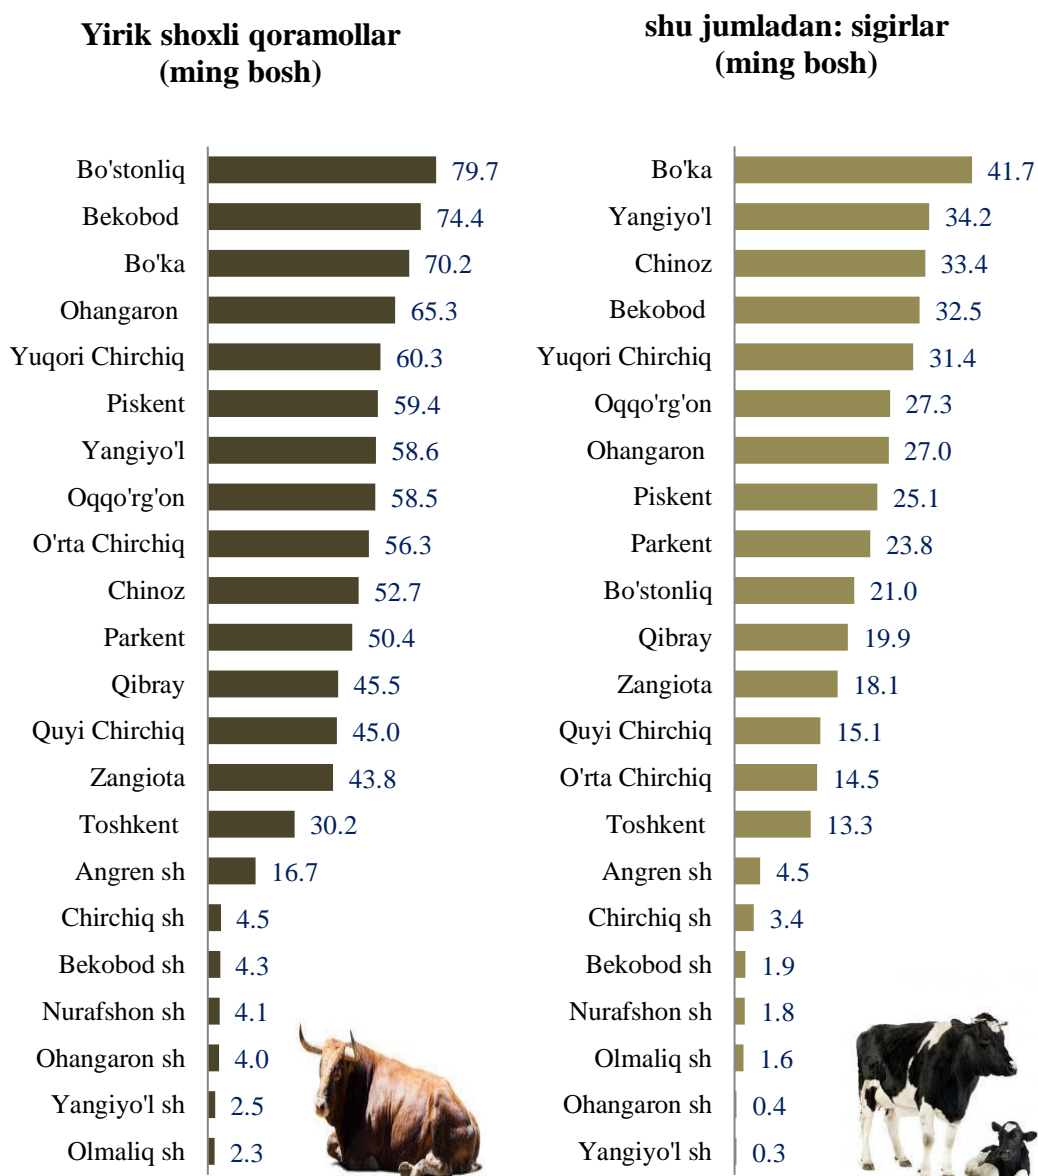 Yirik shoxli qoramollar
(ming bosh)
Bo'stonliq 79.7
Bekobod 74.4
Bo'ka 70.2
Ohangaron 65.3
Yuqori Chirchiq 60.3
Piskent 59.4
Yangiyo'l 58.6
Oqqo'rg'on 58.5
O'rta Chirchiq 56.3
Chinoz 52.7
Parkent 50.4
Qibray 45.5
Quyi Chirchiq 45.0
Zangiota 43.8
Toshkent 30.2
Angren sh 16.7
Chirchiq sh 4.5
Bekobod sh 4.3
Nurafshon sh 4.1
Ohangaron sh 4.0
Yangiyo'l sh 2.5
Olmaliq sh 2.3
shu jumladan: sigirlar
(ming bosh)
Bo'ka 41.7
Yangiyo'l 34.2
Chinoz 33.4
Bekobod 32.5
Yuqori Chirchiq 31.4
Oqqo'rg'on 27.3
Ohangaron 27.0
Piskent 25.1
Parkent 23.8
Bo'stonliq 21.0
Qibray 19.9
Zangiota 18.1
Quyi Chirchiq 15.1
O'rta Chirchiq 14.5
Toshkent 13.3
Angren sh 4.5
Chirchiq sh 3.4
Bekobod sh 1.9
Nurafshon sh 1.8
Olmaliq sh 1.6
Ohangaron sh 0.4
Yangiyo'l sh 0.3